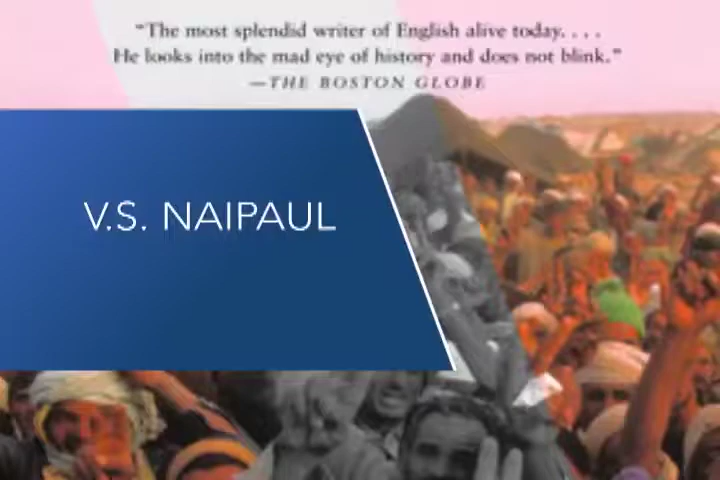 "The most splendid writer of English alive today. . . .
He looks into the mad eye of history and does not blink."
—THE BOSTON GLOBE
V.S. NAIPAUL